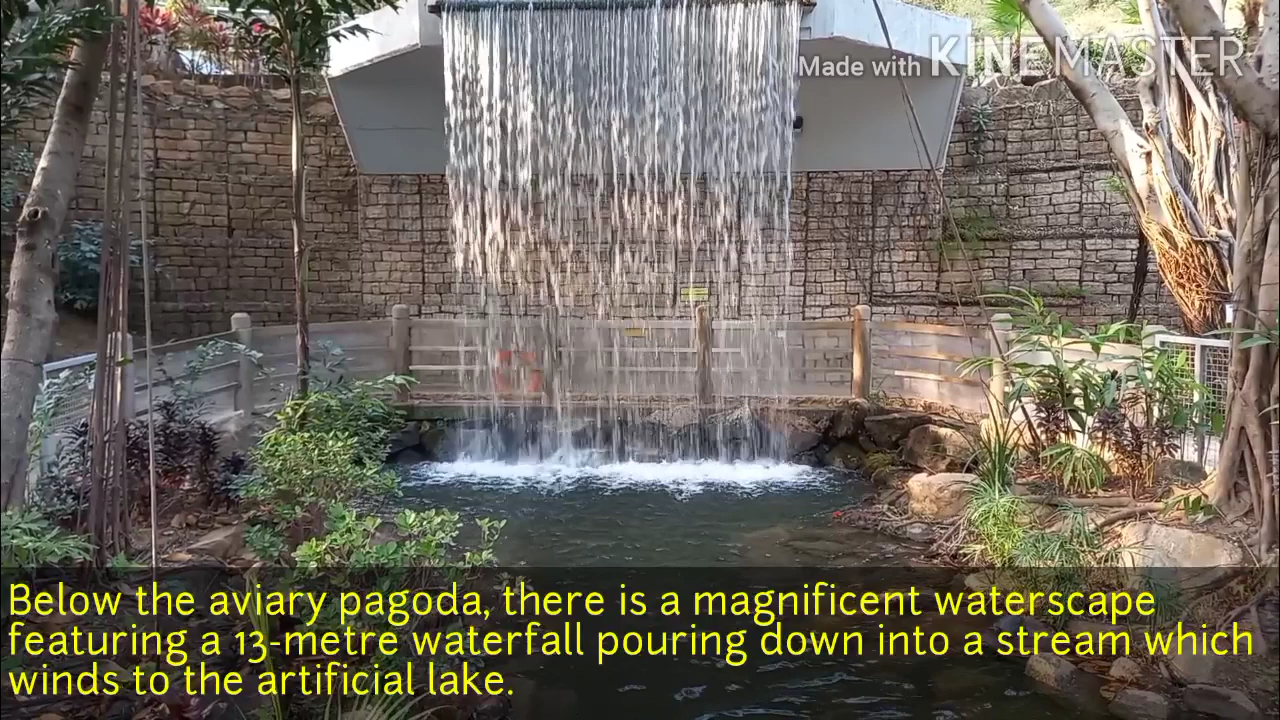 Made with KINEMASTER
Below the aviary pagoda, there is a magnificent waterscape
featuring a 13-metre waterfall pouring down into a stream which
winds to the artificial lake.